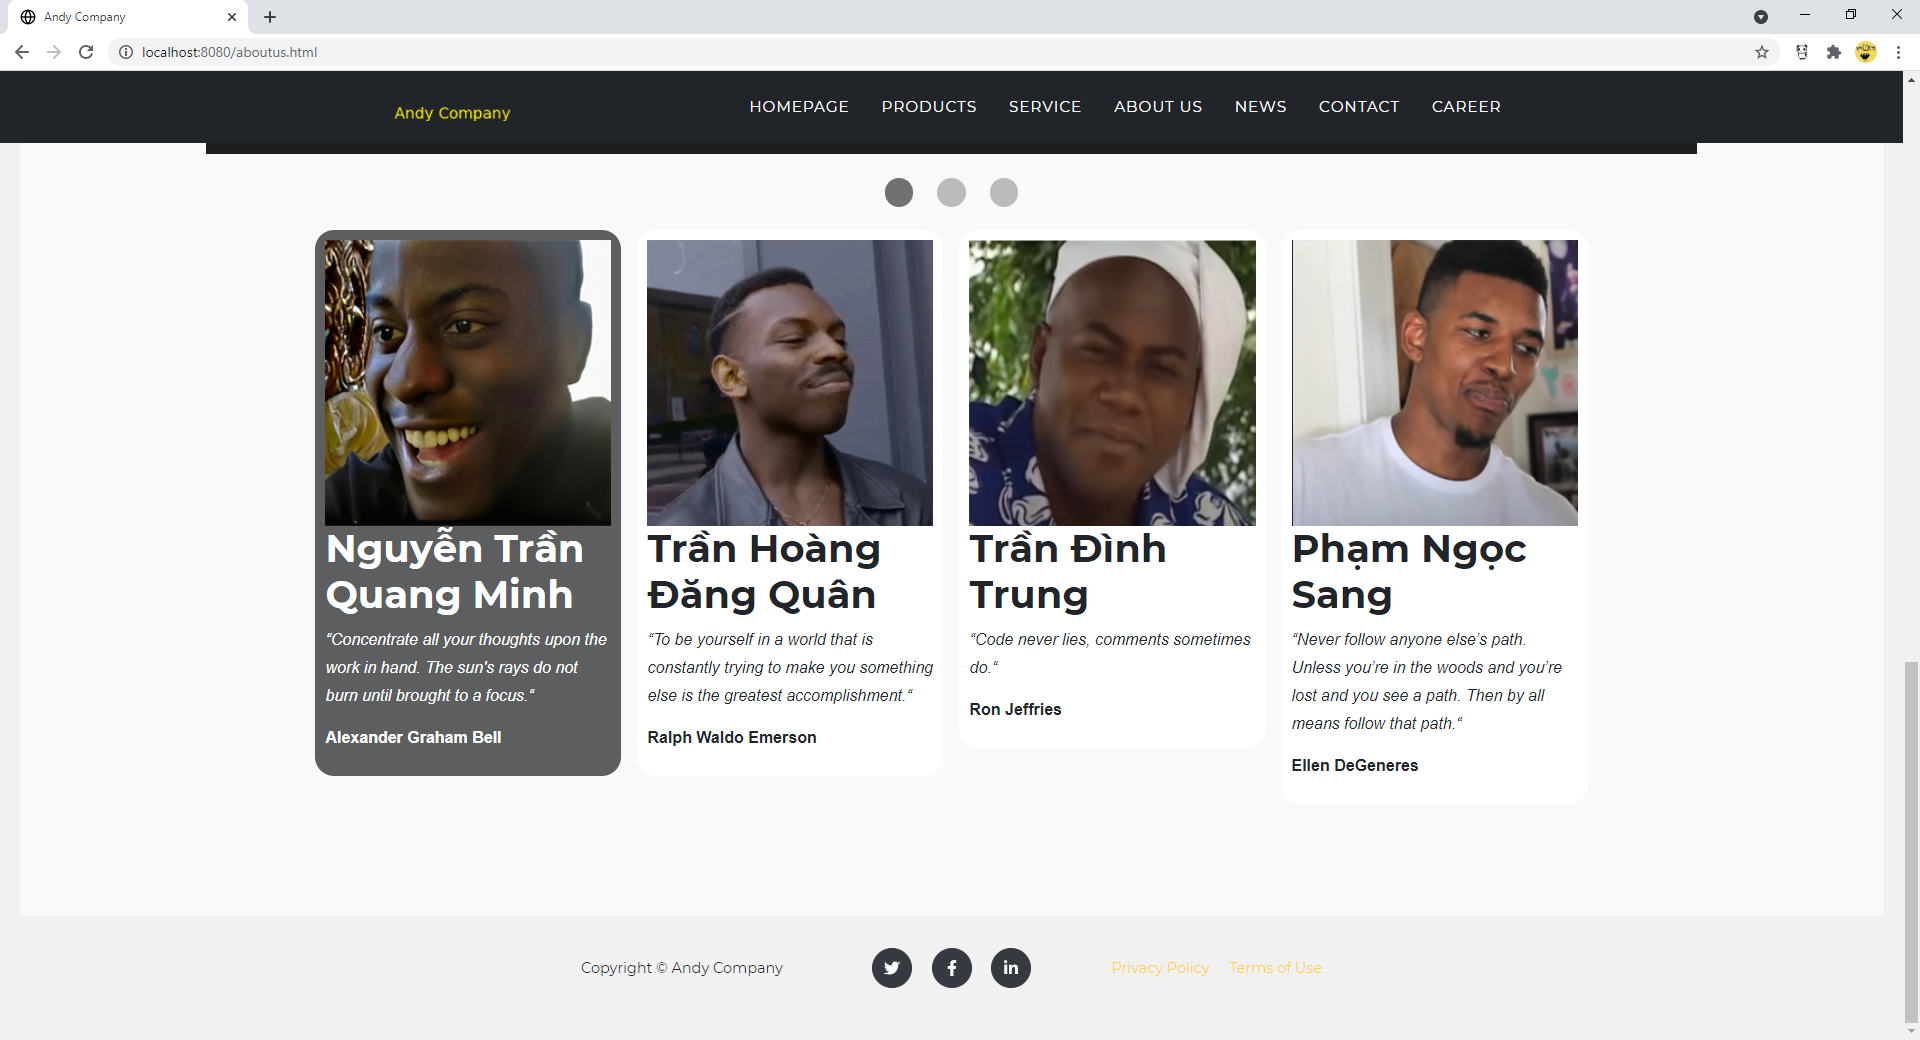 Andy Company
localhost:8080/aboutus.html
Andy Company
HOMEPAGE PRODUCTS SERVICE ABOUT US NEWS CONTACT CAREER
Nguyễn Trần
Quang Minh
“Concentrate all your thoughts upon the
work in hand. The sun's rays do not
burn until brought to a focus.“
Alexander Graham Bell
Trần Hoàng
Đăng Quân
“To be yourself in a world that is
constantly trying to make you something
else is the greatest accomplishment.“
Ralph Waldo Emerson
Trần Đình
Trung
“Code never lies, comments sometimes
do.“
Ron Jeffries
Phạm Ngọc
Sang
“Never follow anyone else’s path.
Unless you’re in the woods and you’re
lost and you see a path. Then by all
means follow that path.“
Ellen DeGeneres
Copyright © Andy Company
Privacy Policy Terms of Use